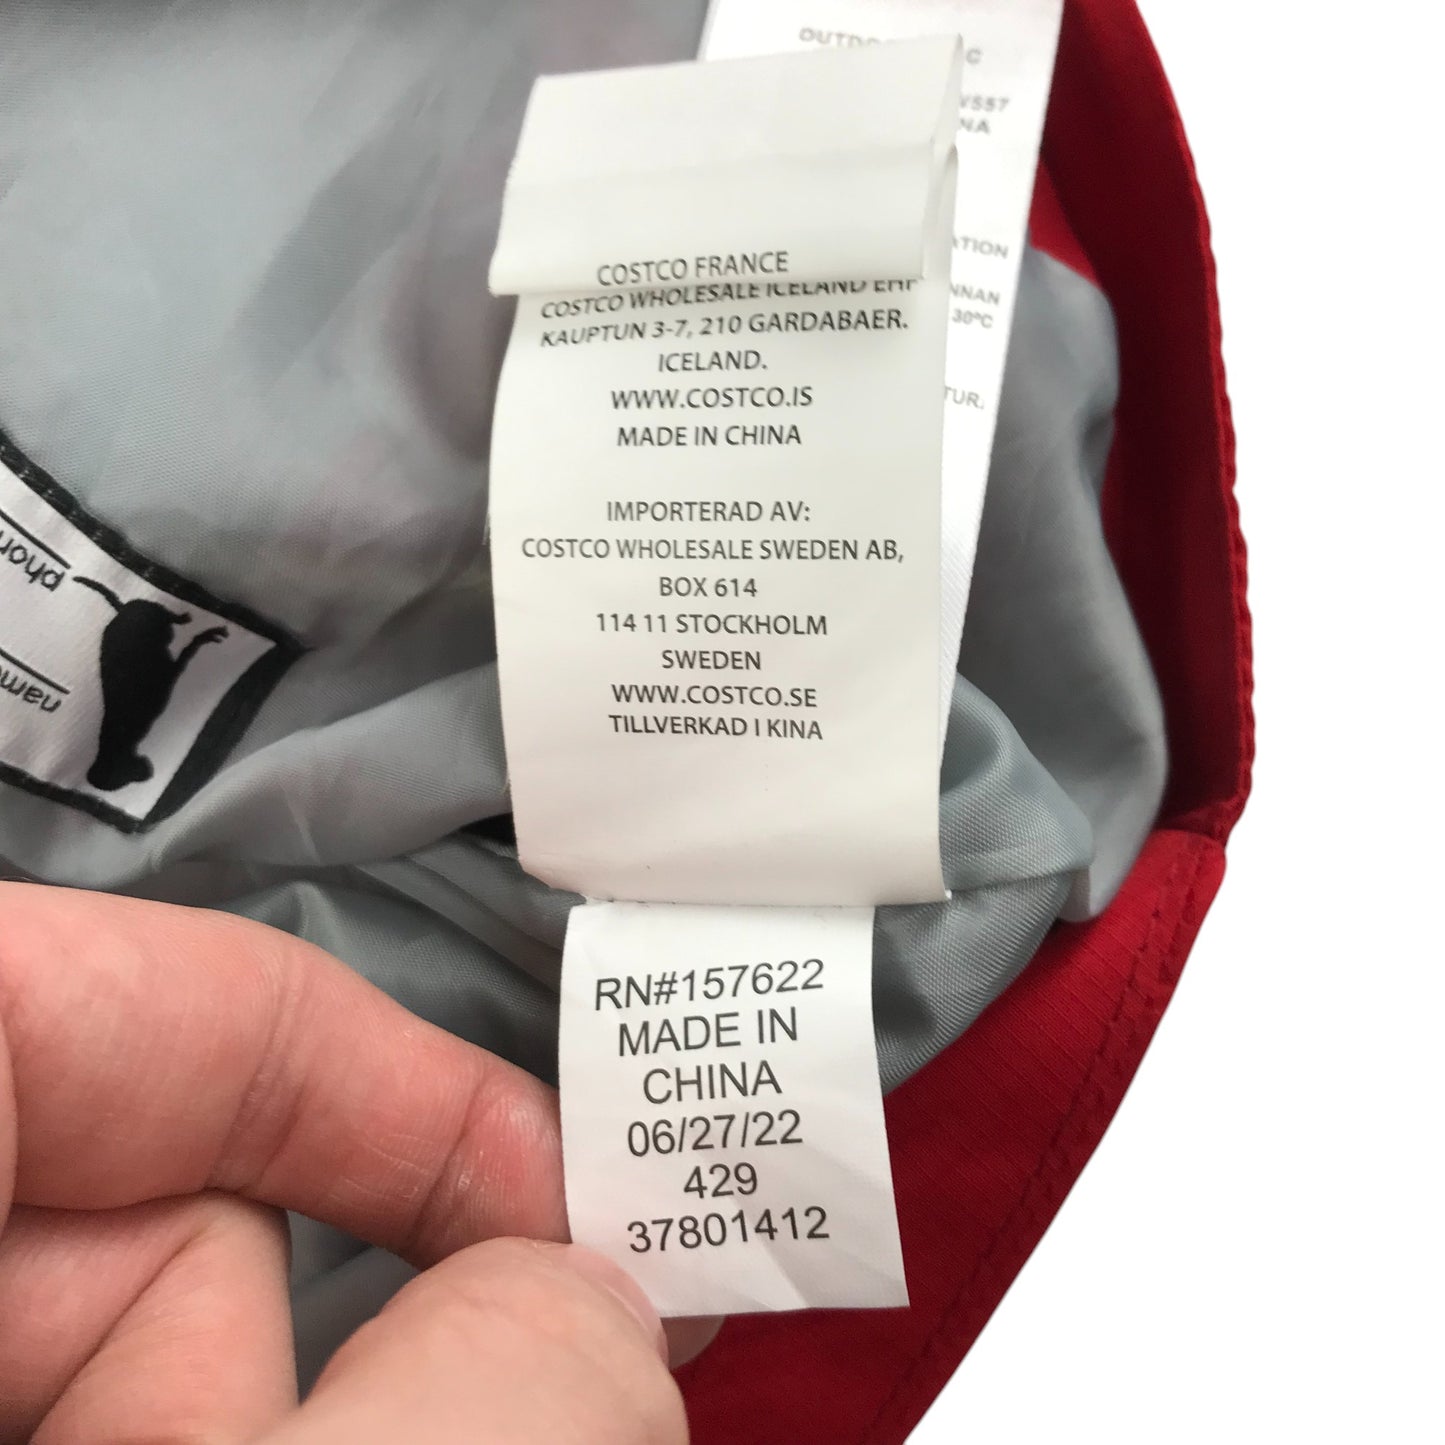 C
VS57
30ºC
COSTCO FRANCE
COSTCO WHOLESALE ICELAND EHF
KAUPTUN 3-7, 210 GARDABAER.
ICELAND.
WWW.COSTCO.IS
MADE IN CHINA
IMPORTERAD AV:
COSTCO WHOLESALE SWEDEN AB,
BOX 614
114 11 STOCKHOLM
SWEDEN
WWW.COSTCO.SE
TILLVERKAD I KINA
RN#157622
MADE IN
CHINA
06/27/22
429
37801412